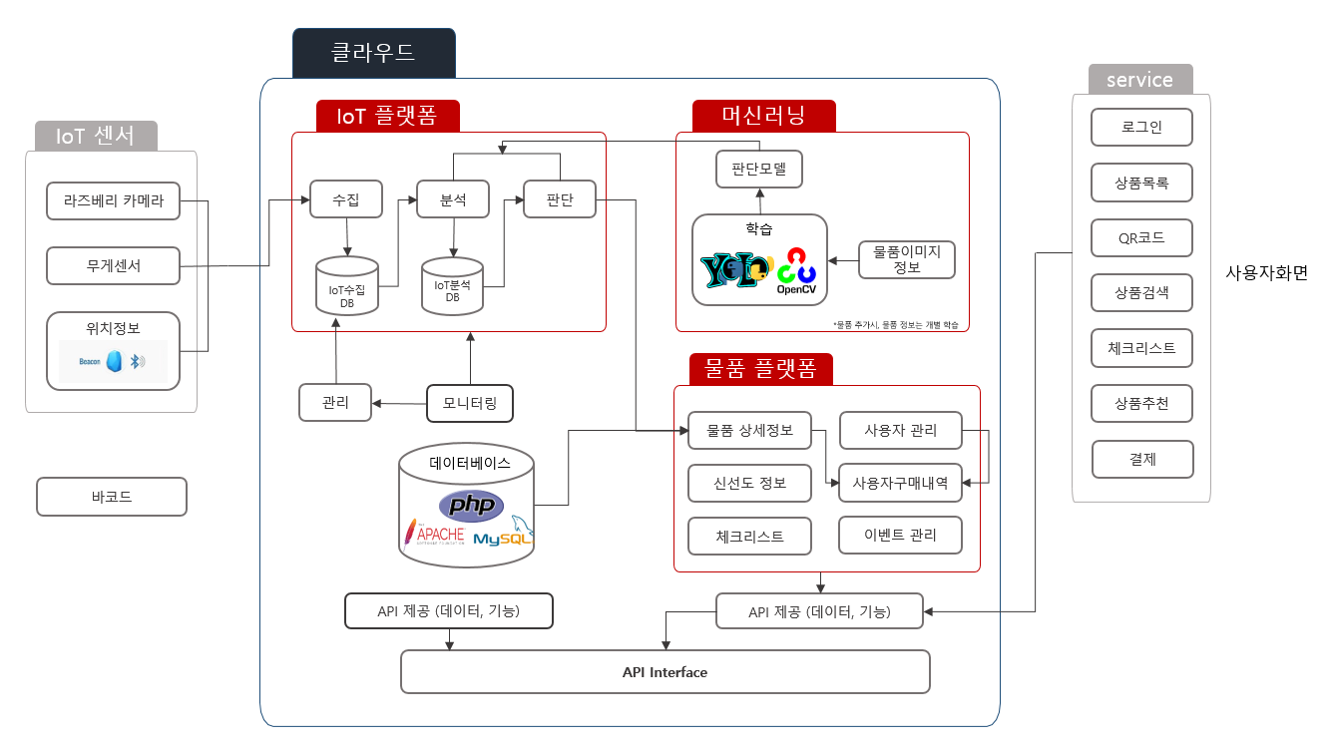 클라우드
IoT 센서
라즈베리 카메라
무게센서
위치정보
Beacon
바코드
IoT 플랫폼
수집
분석
판단
IoT수집
DB
IoT분석
DB
관리
모니터링
데이터베이스
php
APACHE
MySQL
API 제공 (데이터, 기능)
머신러닝
판단모델
학습
YOLO
OpenCV
물품이미지
정보
*물품 추가시, 물품 정보는 개별 학습
물품 플랫폼
물품 상세정보
사용자 관리
신선도 정보
사용자구매내역
체크리스트
이벤트 관리
API 제공 (데이터, 기능)
API Interface
service
로그인
상품목록
QR코드
상품검색
체크리스트
상품추천
결제
사용자화면